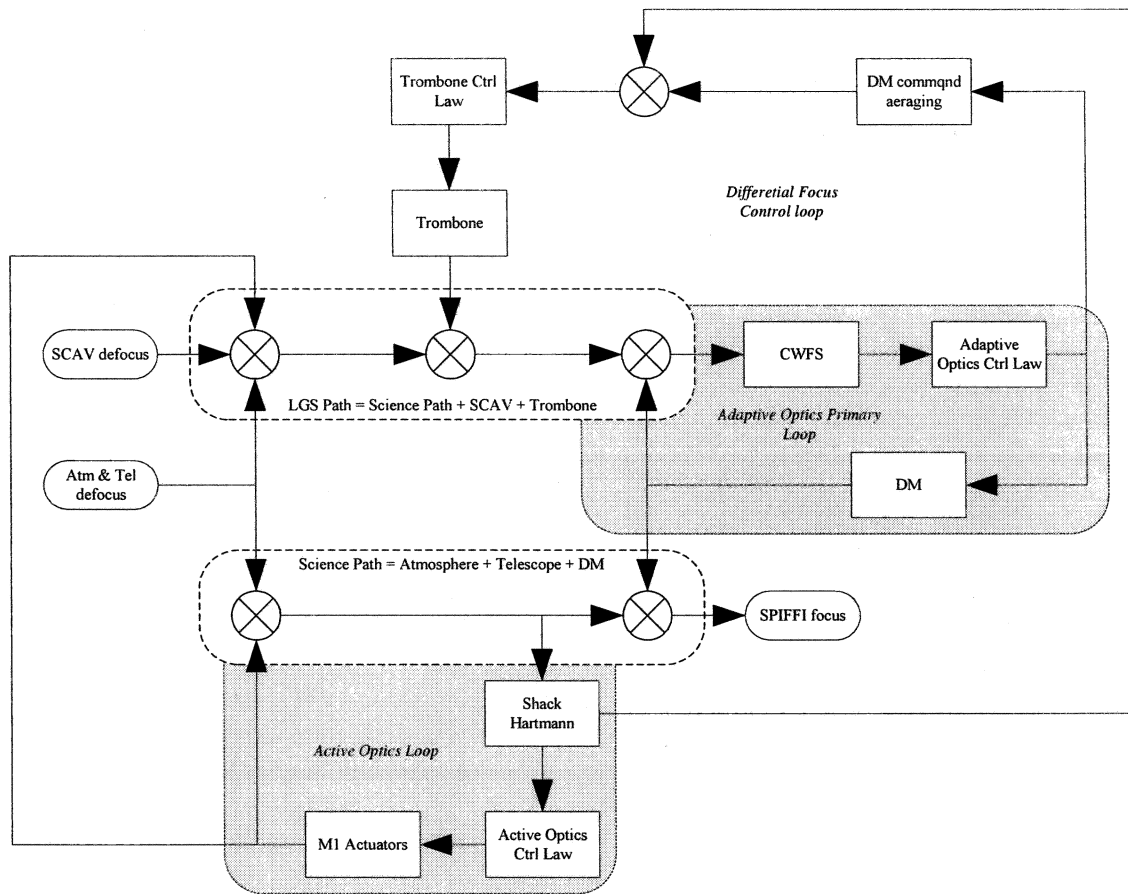 Trombone Ctrl
Law
DM commqnd
aeraging
Differetial Focus
Control loop
Trombone
SCAV defocus
CWFS
Adaptive
Optics Ctrl Law
LGS Path = Science Path + SCAV + Trombone
Adaptive Optics Primary
Loop
Atm & Tel
defocus
DM
Science Path = Atmosphere + Telescope + DM
SPIFFI focus
Shack
Hartmann
Active Optics Loop
M1 Actuators
Active Optics
Ctrl Law